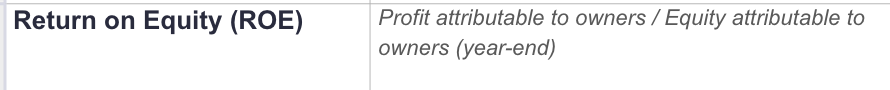 Return on Equity (ROE)
Profit attributable to owners / Equity attributable to
owners (year-end)